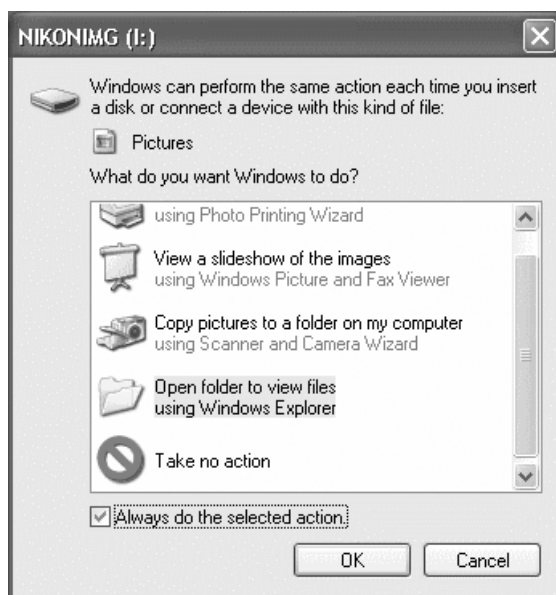 NIKONIMG (I:)
Windows can perform the same action each time you insert
a disk or connect a device with this kind of file:
Pictures
What do you want Windows to do?
using Photo Printing Wizard
View a slideshow of the images
using Windows Picture and Fax Viewer
Copy pictures to a folder on my computer
using Scanner and Camera Wizard
Open folder to view files
using Windows Explorer
Take no action
Always do the selected action.
OK
Cancel